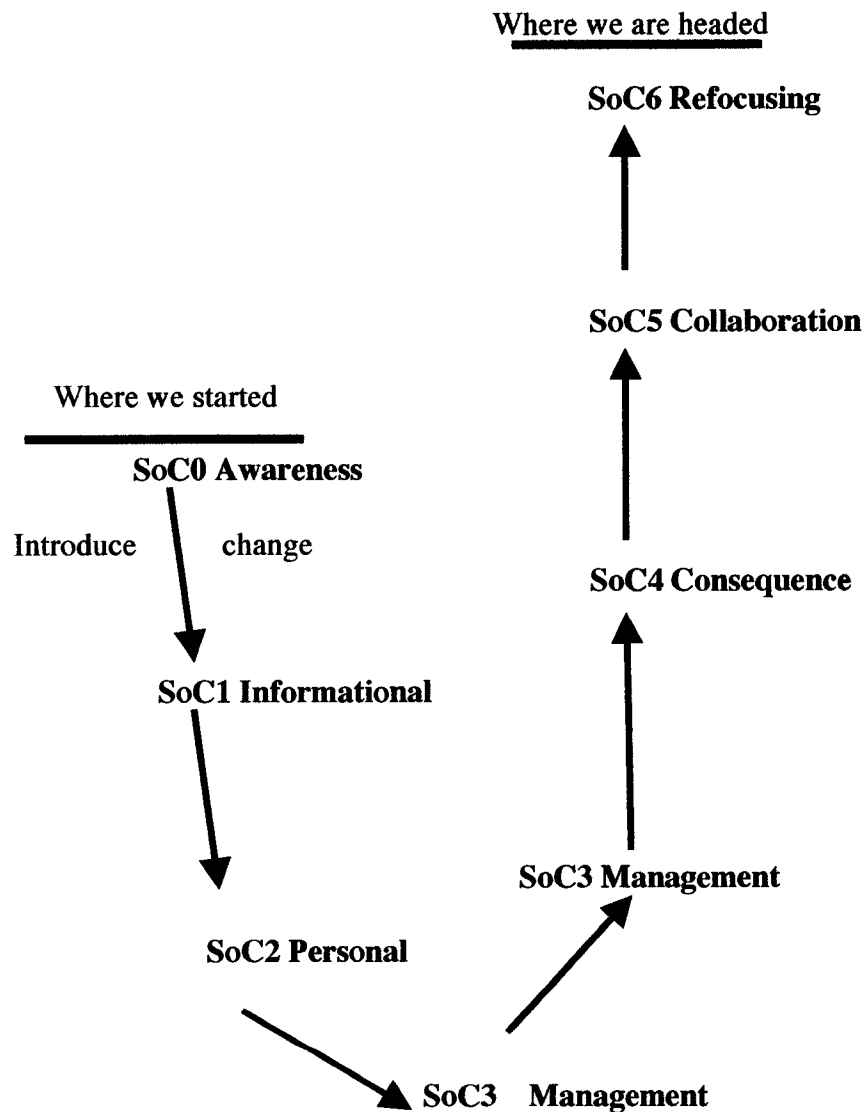 Where we are headed
SoC6 Refocusing
SoC5 Collaboration
Where we started
SoC0 Awareness
Introduce change
SoC1 Informational
SoC4 Consequence
SoC3 Management
SoC2 Personal
SoC3 Management